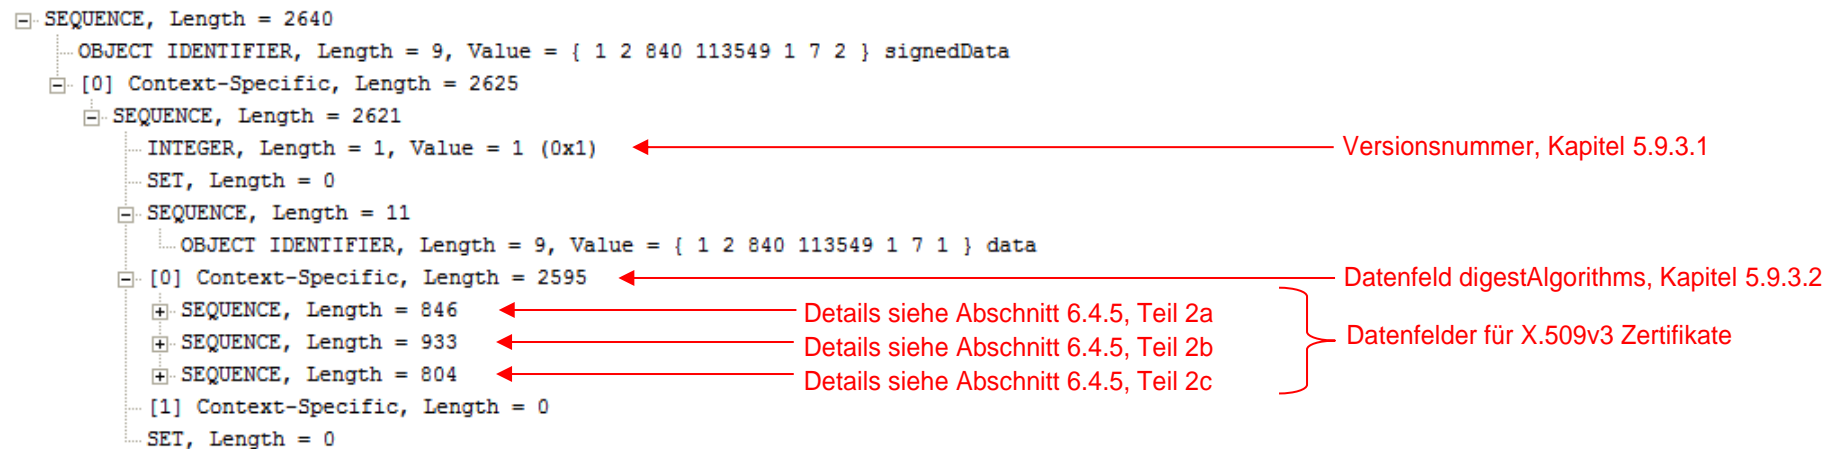 SEQUENCE, Length = 2640
OBJECT IDENTIFIER, Length = 9, Value = { 1 2 840 113549 1 7 2 } signedData
[0] Context-Specific, Length = 2625
SEQUENCE, Length = 2621
INTEGER, Length = 1, Value = 1 (0x1) Versionsnummer, Kapitel 5.9.3.1
SET, Length = 0
SEQUENCE, Length = 11
OBJECT IDENTIFIER, Length = 9, Value = { 1 2 840 113549 1 7 1 } data
[0] Context-Specific, Length = 2595 Datenfeld digestAlgorithms, Kapitel 5.9.3.2
SEQUENCE, Length = 846 Details siehe Abschnitt 6.4.5, Teil 2a
SEQUENCE, Length = 933 Details siehe Abschnitt 6.4.5, Teil 2b Datenfelder für X.509v3 Zertifikate
SEQUENCE, Length = 804 Details siehe Abschnitt 6.4.5, Teil 2c
[1] Context-Specific, Length = 0
SET, Length = 0